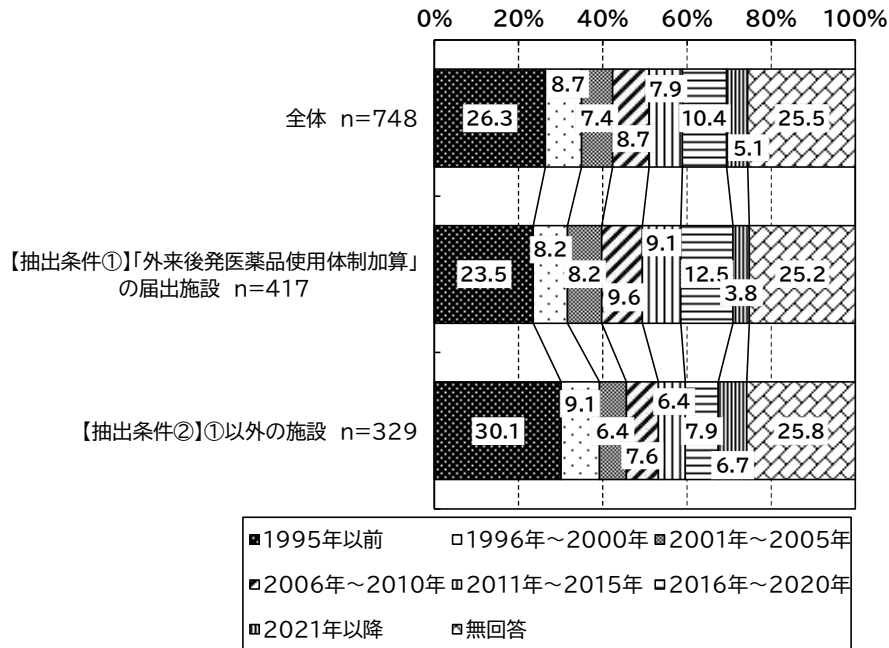 0% 20% 40% 60% 80% 100%
全体 n=748
26.3 8.7 7.4 8.7 7.9 10.4 5.1 25.5
【抽出条件①】「外来後発医薬品使用体制加算」
の届出施設 n=417
23.5 8.2 8.2 9.6 9.1 12.5 3.8 25.2
【抽出条件②】①以外の施設 n=329
30.1 9.1 6.4 7.6 6.4 7.9 6.7 25.8
1995年以前 1996年~2000年 2001年~2005年
2006年~2010年 2011年~2015年 2016年~2020年
2021年以降 無回答